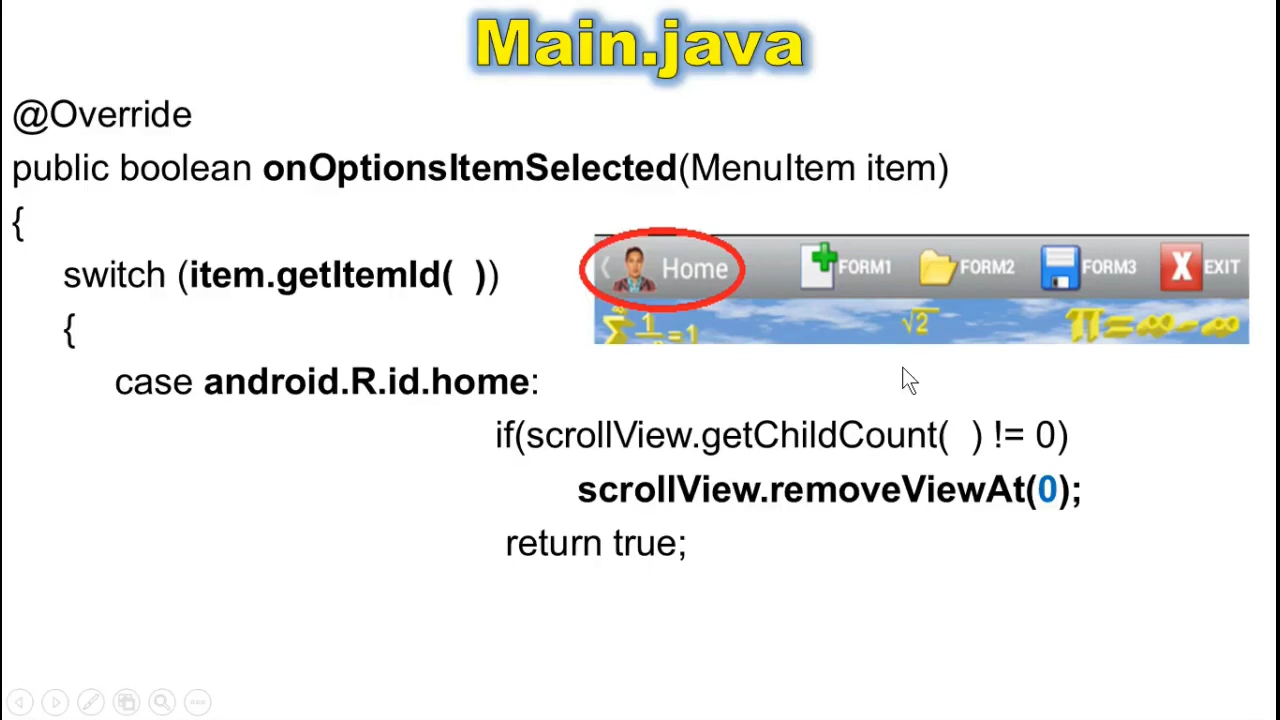 Main.java
@Override
public boolean onOptionsItemSelected(MenuItem item)
{
switch (item.getItemId( ))
{
Home FORM1 FORM2 FORM3 EXIT
√2 π=∞-∞
case android.R.id.home:
if(scrollView.getChildCount( ) != 0)
scrollView.removeViewAt(0);
return true;